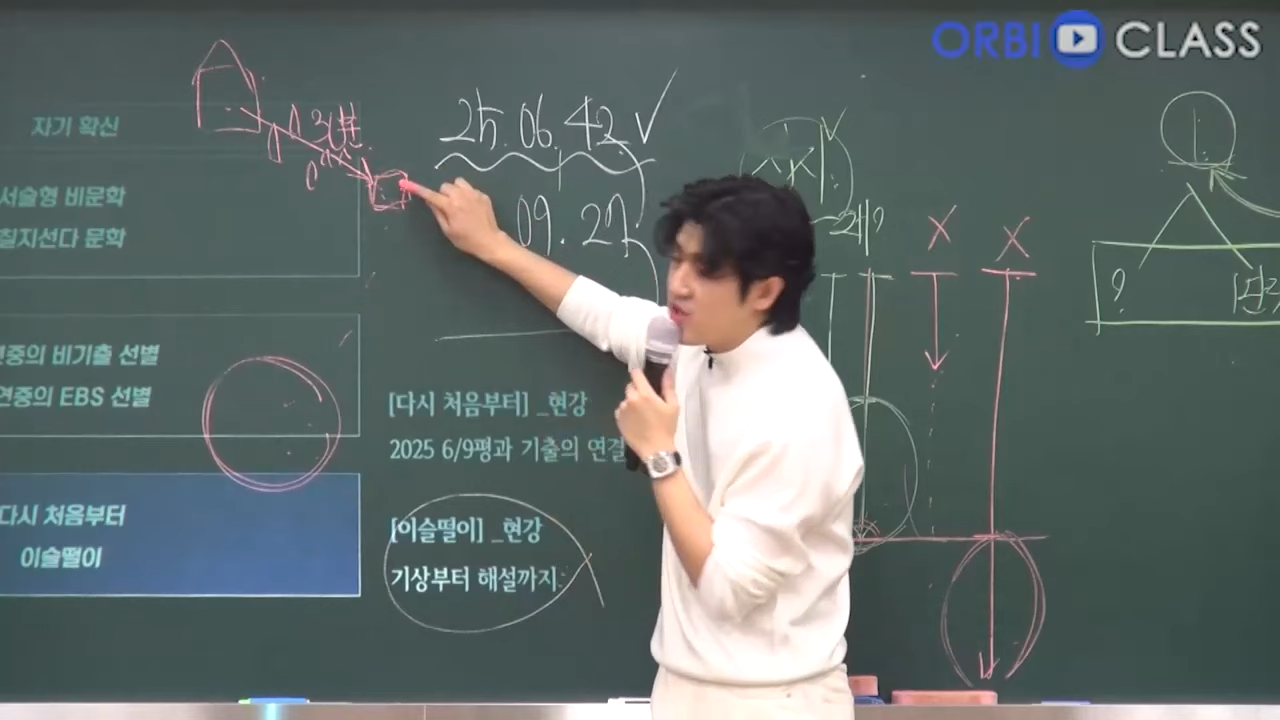 ORBI CLASS
자기 확신
서술형 비문학
칠지선다 문학
연중의 비기출 선별
연중의 EBS 선별
다시 처음부터
이슬떨이
30분
25.06.42
09.27
[다시 처음부터]_현강
2025 6/9평과 기출의 연결
[이슬떨이]_현강
기상부터 해설까지
X X
1.
?